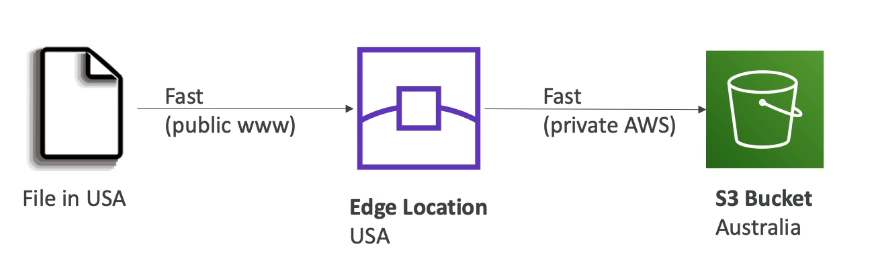 Fast
(public www)
Fast
(private AWS)
File in USA
Edge Location
USA
S3 Bucket
Australia